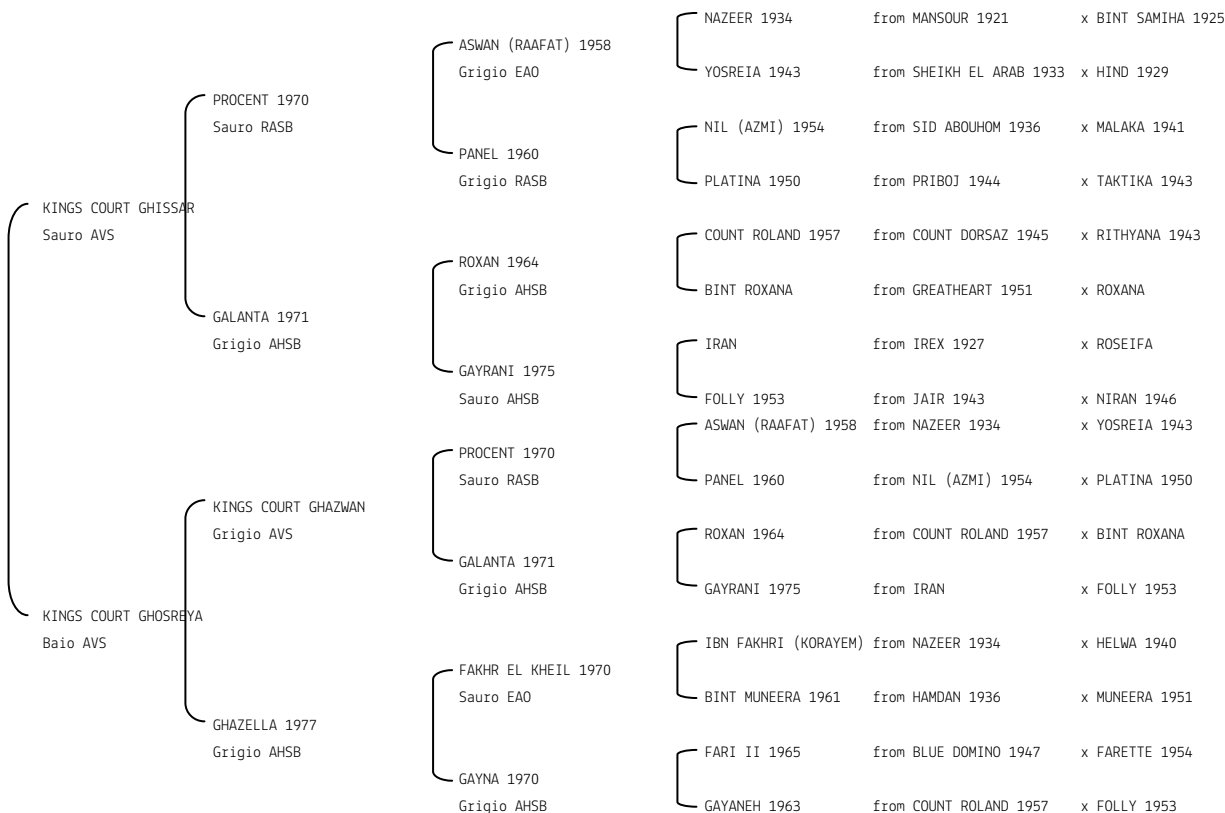 NAZEER 1934 from MANSOUR 1921 x BINT SAMIHA 1925
ASWAN (RAAFAT) 1958
Grigio EAO
YOSREIA 1943 from SHEIKH EL ARAB 1933 x HIND 1929
PROCENT 1970
Sauro RASB
NIL (AZMI) 1954 from SID ABOUHOM 1936 x MALAKA 1941
PANEL 1960
Grigio RASB
PLATINA 1950 from PRIBOJ 1944 x TAKTIKA 1943
KINGS COURT GHISSAR
Sauro AVS
COUNT ROLAND 1957 from COUNT DORSAZ 1945 x RITHYANA 1943
ROXAN 1964
Grigio AHSB
BINT ROXANA from GREATHEART 1951 x ROXANA
GALANTA 1971
Grigio AHSB
IRAN from IREX 1927 x ROSEIFA
GAYRANI 1975
Sauro AHSB
FOLLY 1953 from JAIR 1943 x NIRAN 1946
ASWAN (RAAFAT) 1958 from NAZEER 1934 x YOSREIA 1943
PROCENT 1970
Sauro RASB
PANEL 1960 from NIL (AZMI) 1954 x PLATINA 1950
KINGS COURT GHAZWAN
Grigio AVS
ROXAN 1964 from COUNT ROLAND 1957 x BINT ROXANA
GALANTA 1971
Grigio AHSB
GAYRANI 1975 from IRAN x FOLLY 1953
KINGS COURT GHOSREYA
Baio AVS
IBN FAKHRI (KORAYEM) from NAZEER 1934 x HELWA 1940
FAKHR EL KHEIL 1970
Sauro EAO
BINT MUNEERA 1961 from HAMDAN 1936 x MUNEERA 1951
GHAZELLA 1977
Grigio AHSB
FARI II 1965 from BLUE DOMINO 1947 x FARETTE 1954
GAYNA 1970
Grigio AHSB
GAYANEH 1963 from COUNT ROLAND 1957 x FOLLY 1953